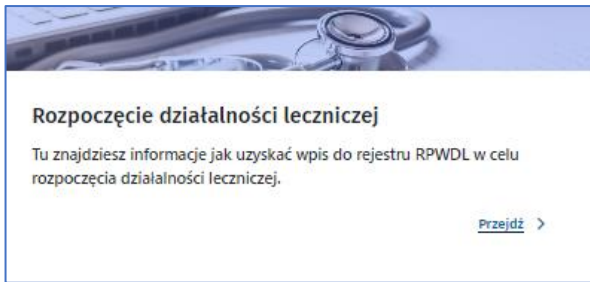 Rozpoczęcie działalności leczniczej
Tu znajdziesz informacje jak uzyskać wpis do rejestru RPWDL w celu
rozpoczęcia działalności leczniczej.
Przejdź